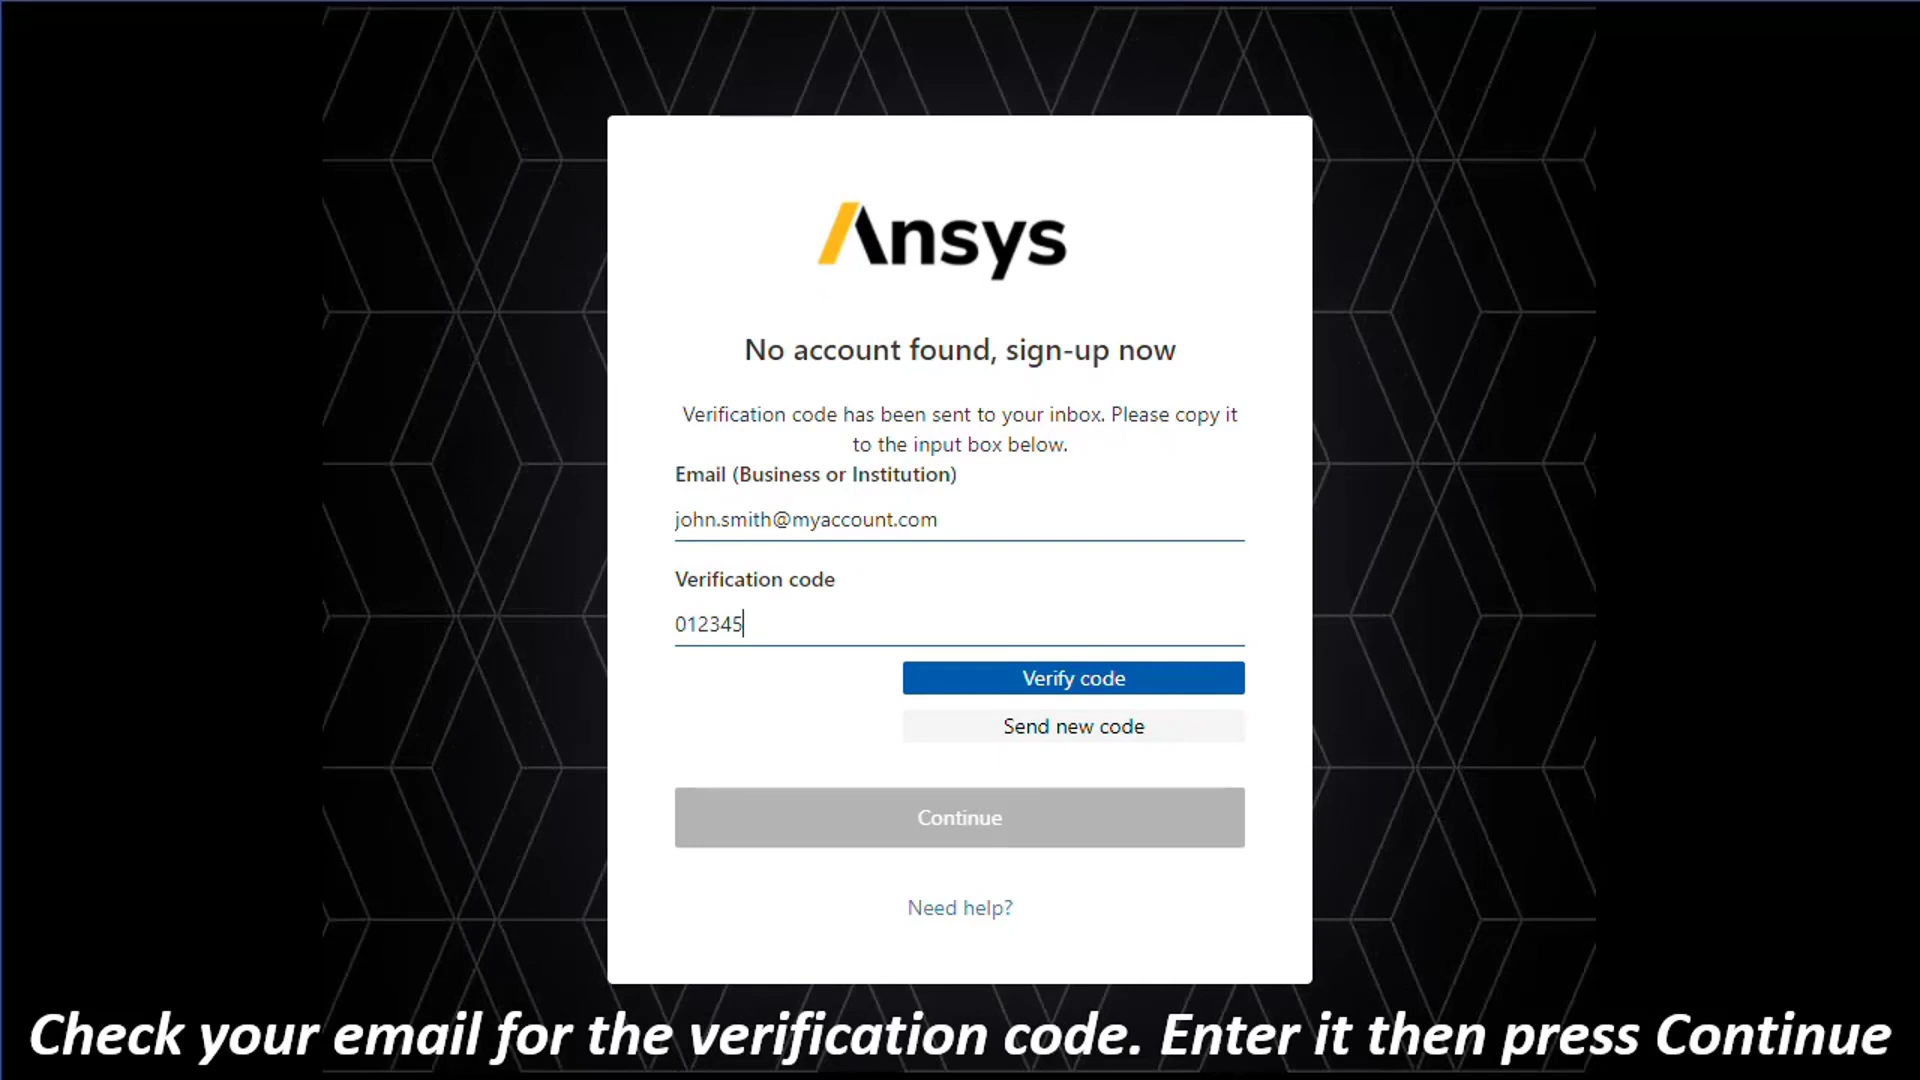 Ansys
No account found, sign-up now
Verification code has been sent to your inbox. Please copy it
to the input box below.
Email (Business or Institution)
john.smith@myaccount.com
Verification code
012345
Verify code
Send new code
Continue
Need help?
Check your email for the verification code. Enter it then press Continue